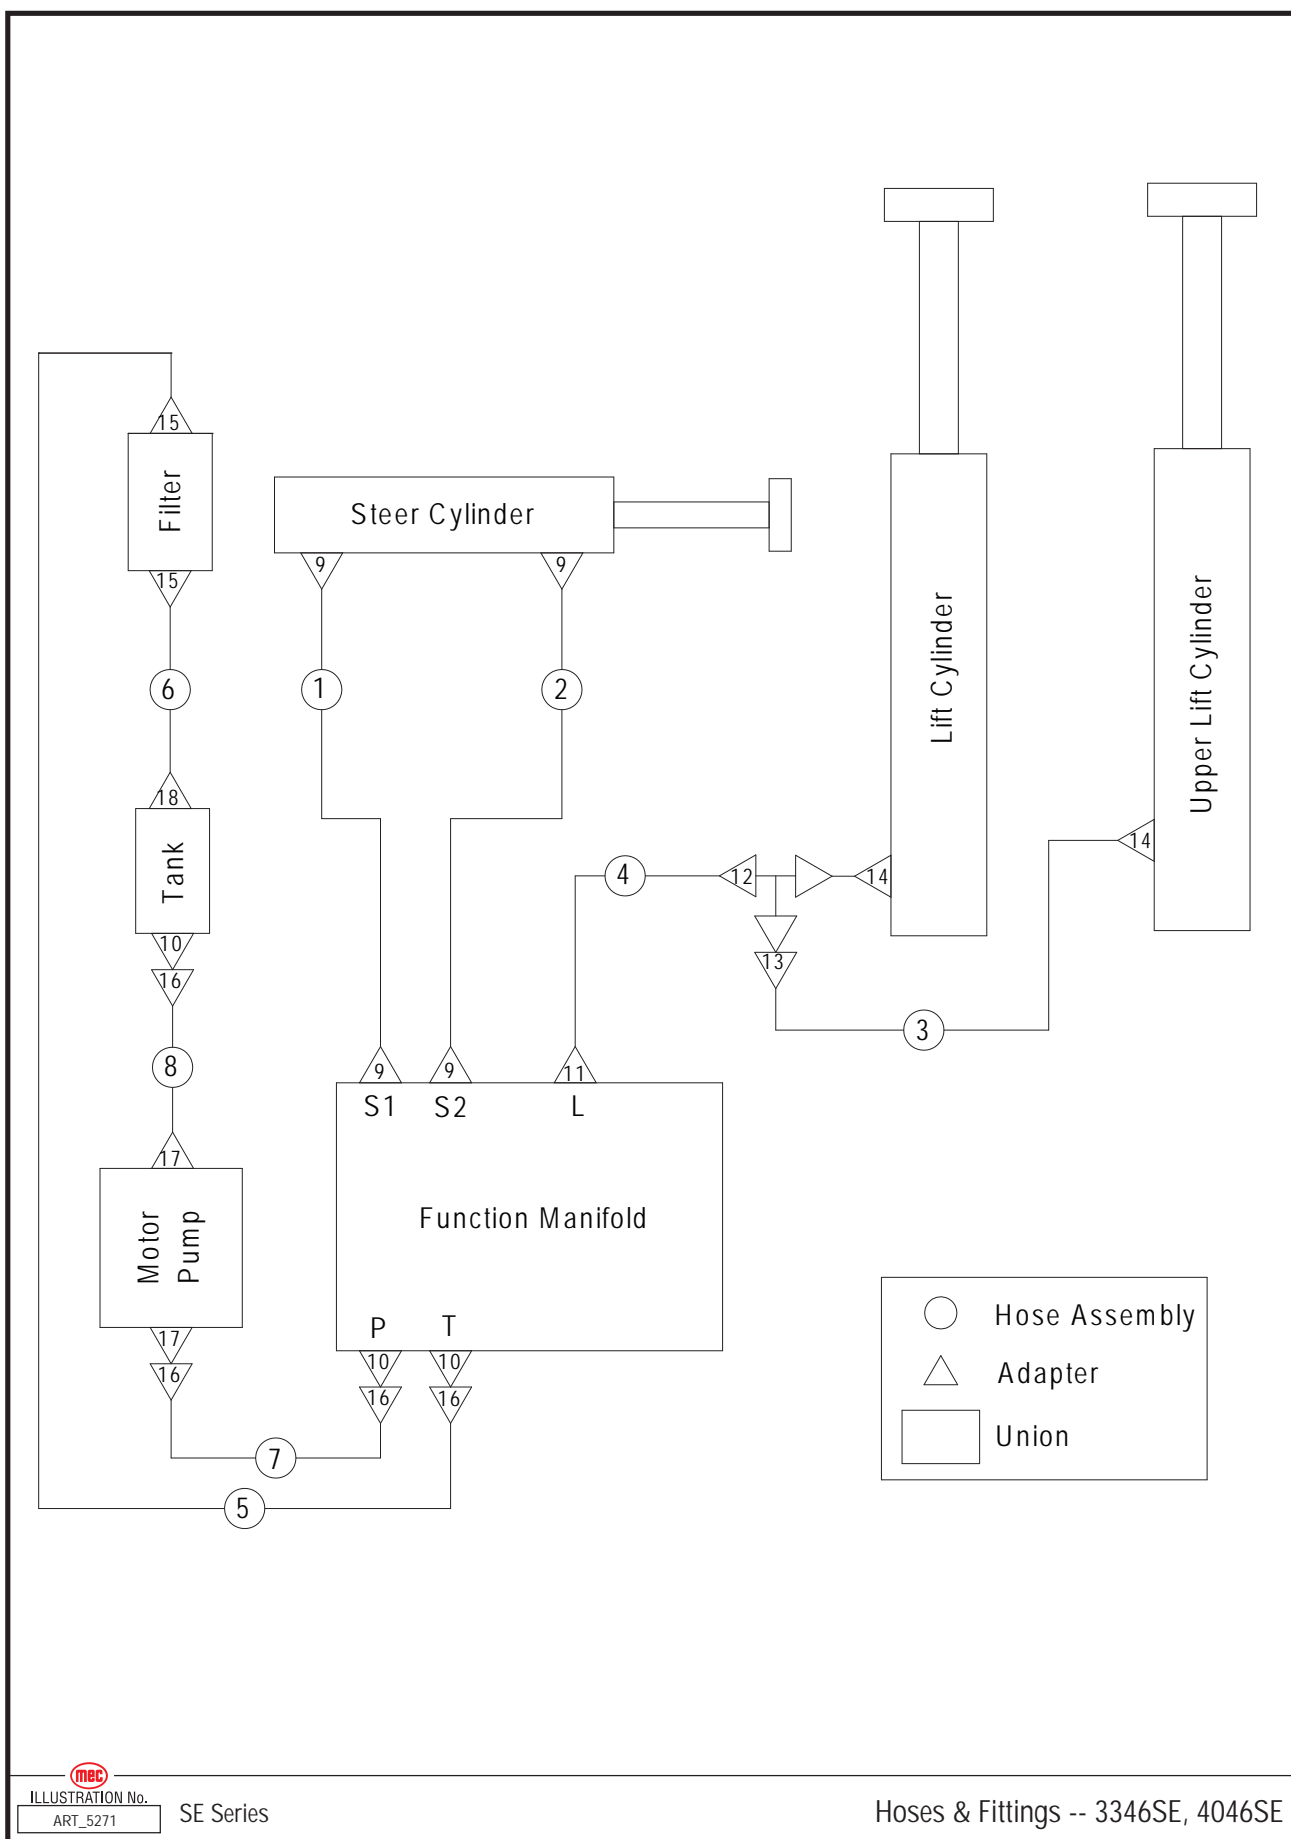 15
Filter
15
6
18
Tank
10
16
8
17
Motor
Pump
17
16
7
5
Steer Cylinder
9
9
1
2
9
9
11
S1
S2
L
Function Manifold
P
T
10
10
16
16
4
12
14
13
3
14
Lift Cylinder
Upper Lift Cylinder
Hose Assembly
Adapter
Union
mec
ILLUSTRATION No.
ART_5271
SE Series
Hoses & Fittings -- 3346SE, 4046SE